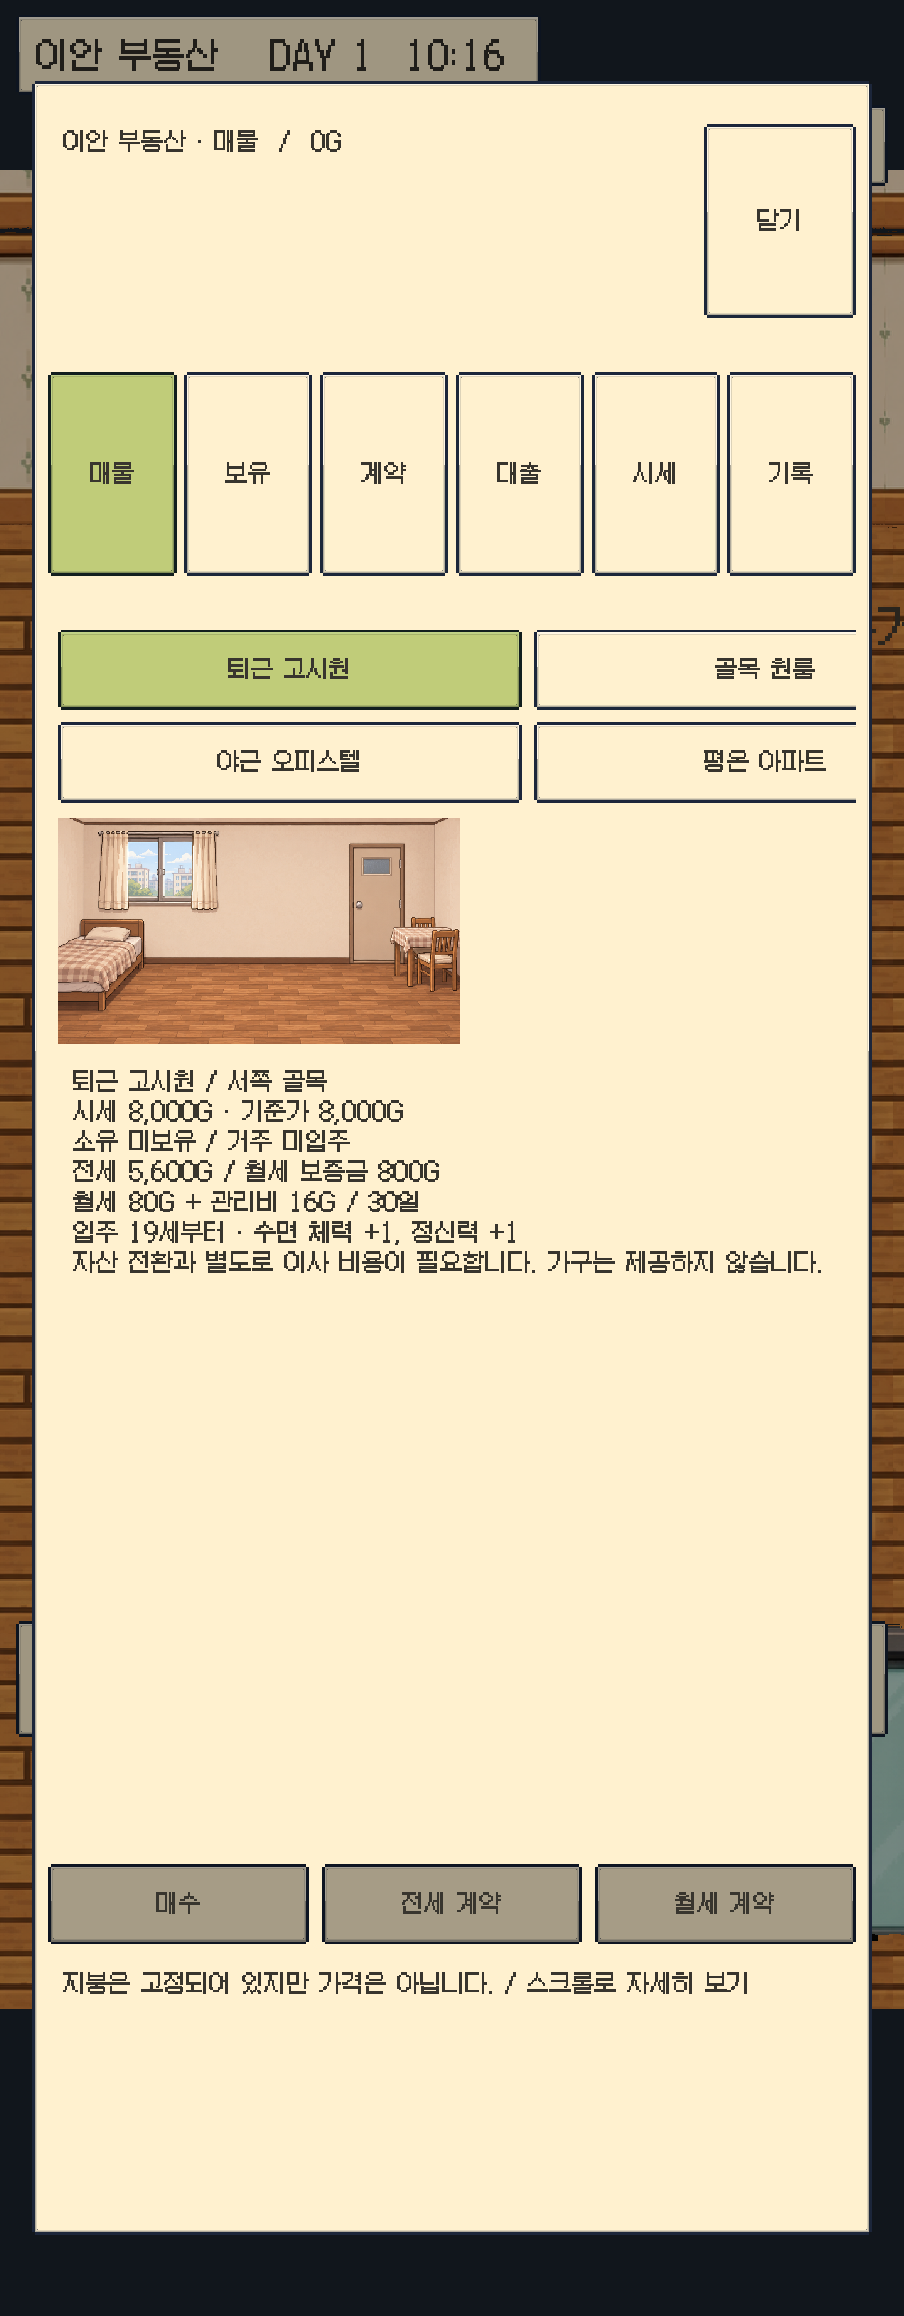 이안 부동산 DAY 1 10:16
이안 부동산 · 매물 / 0G
닫기
매물 보유 계약 대출 시세 기록
퇴근 고시원 골목 원룸
야근 오피스텔 평온 아파트
퇴근 고시원 / 서쪽 골목
시세 8,000G · 기준가 8,000G
소유 미보유 / 거주 미입주
전세 5,600G / 월세 보증금 800G
월세 80G + 관리비 16G / 30일
입주 19세부터 · 수면 체력 +1, 정신력 +1
자산 전환과 별도로 이사 비용이 필요합니다. 가구는 제공하지 않습니다.
매수 전세 계약 월세 계약
지붕은 고정되어 있지만 가격은 아닙니다. / 스크롤로 자세히 보기